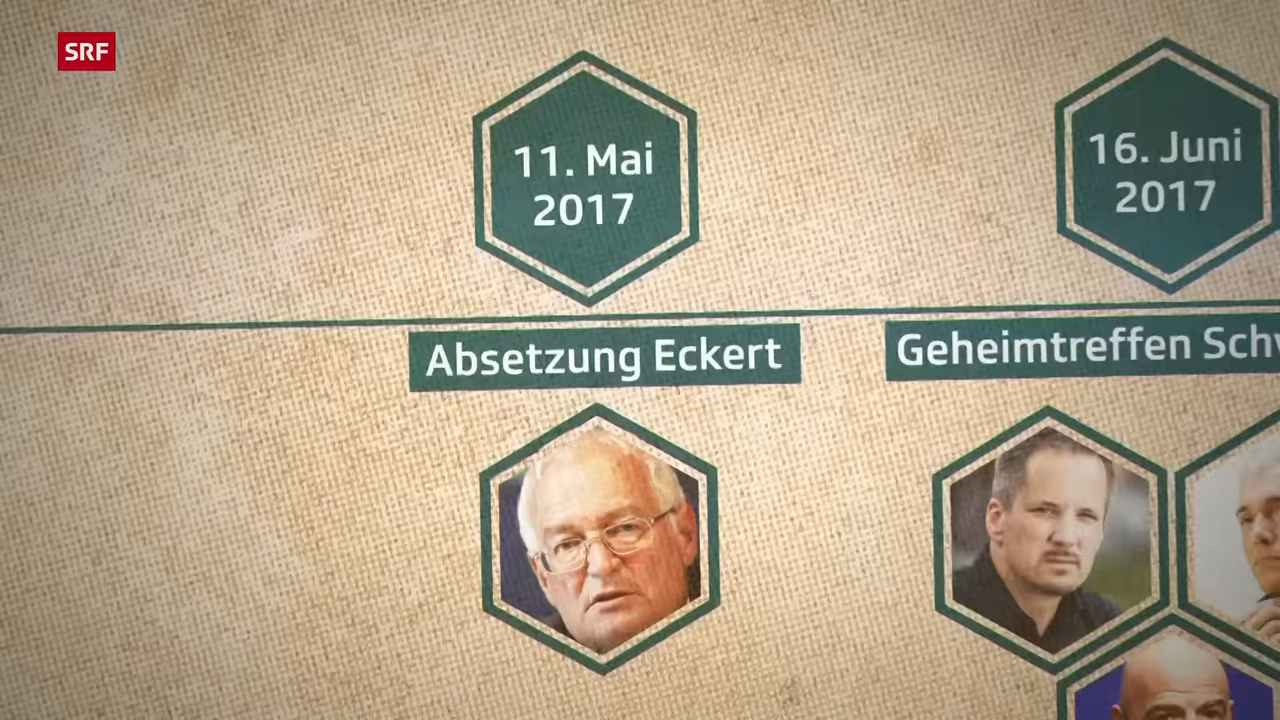 SRF
11. Mai
2017
16. Juni
2017
Absetzung Eckert
Geheimtreffen